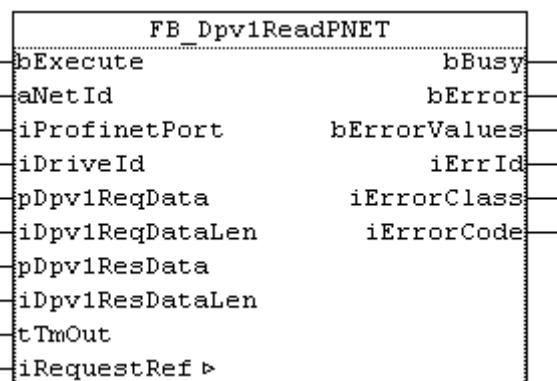 FB_Dpv1ReadPNET
bExecute bBusy
aNetId bError
iProfinetPort bErrorValues
iDriveId iErrId
pDpv1ReqData iErrorClass
iDpv1ReqDataLen iErrorCode
pDpv1ResData
iDpv1ResDataLen
tTmOut
iRequestRef ▹